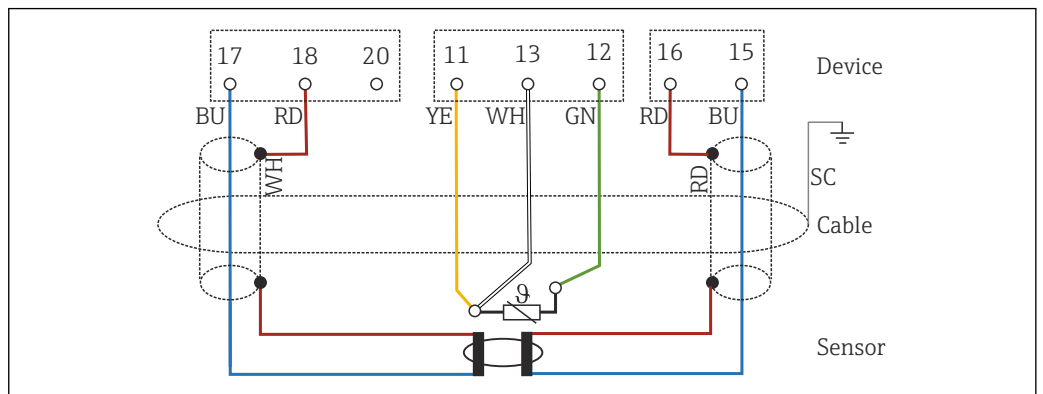 17 18 20 11 13 12 16 15
Device
BU RD YE WH GN RD BU
WH
RD
SC
Cable
ϑ
Sensor